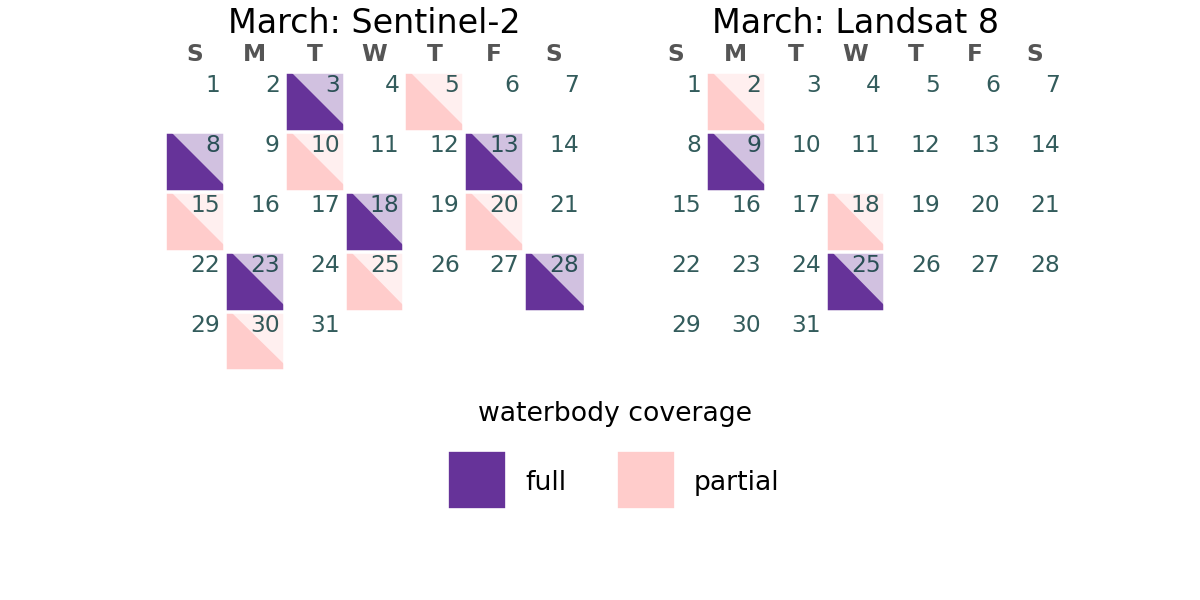 March: Sentinel-2
S M T W T F S
1 2 3 4 5 6 7
8 9 10 11 12 13 14
15 16 17 18 19 20 21
22 23 24 25 26 27 28
29 30 31
March: Landsat 8
S M T W T F S
1 2 3 4 5 6 7
8 9 10 11 12 13 14
15 16 17 18 19 20 21
22 23 24 25 26 27 28
29 30 31
waterbody coverage
full partial